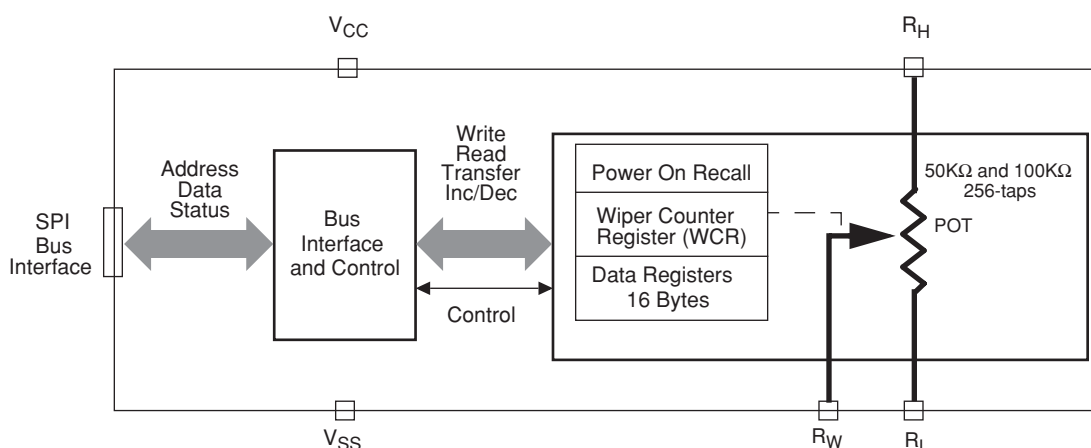 VCC
RH
SPI
Bus
Interface
Address
Data
Status
Bus
Interface
and Control
Write
Read
Transfer
Inc/Dec
Control
Power On Recall
Wiper Counter
Register (WCR)
Data Registers
16 Bytes
50KΩ and 100KΩ
256-taps
POT
VSS
RW
RL